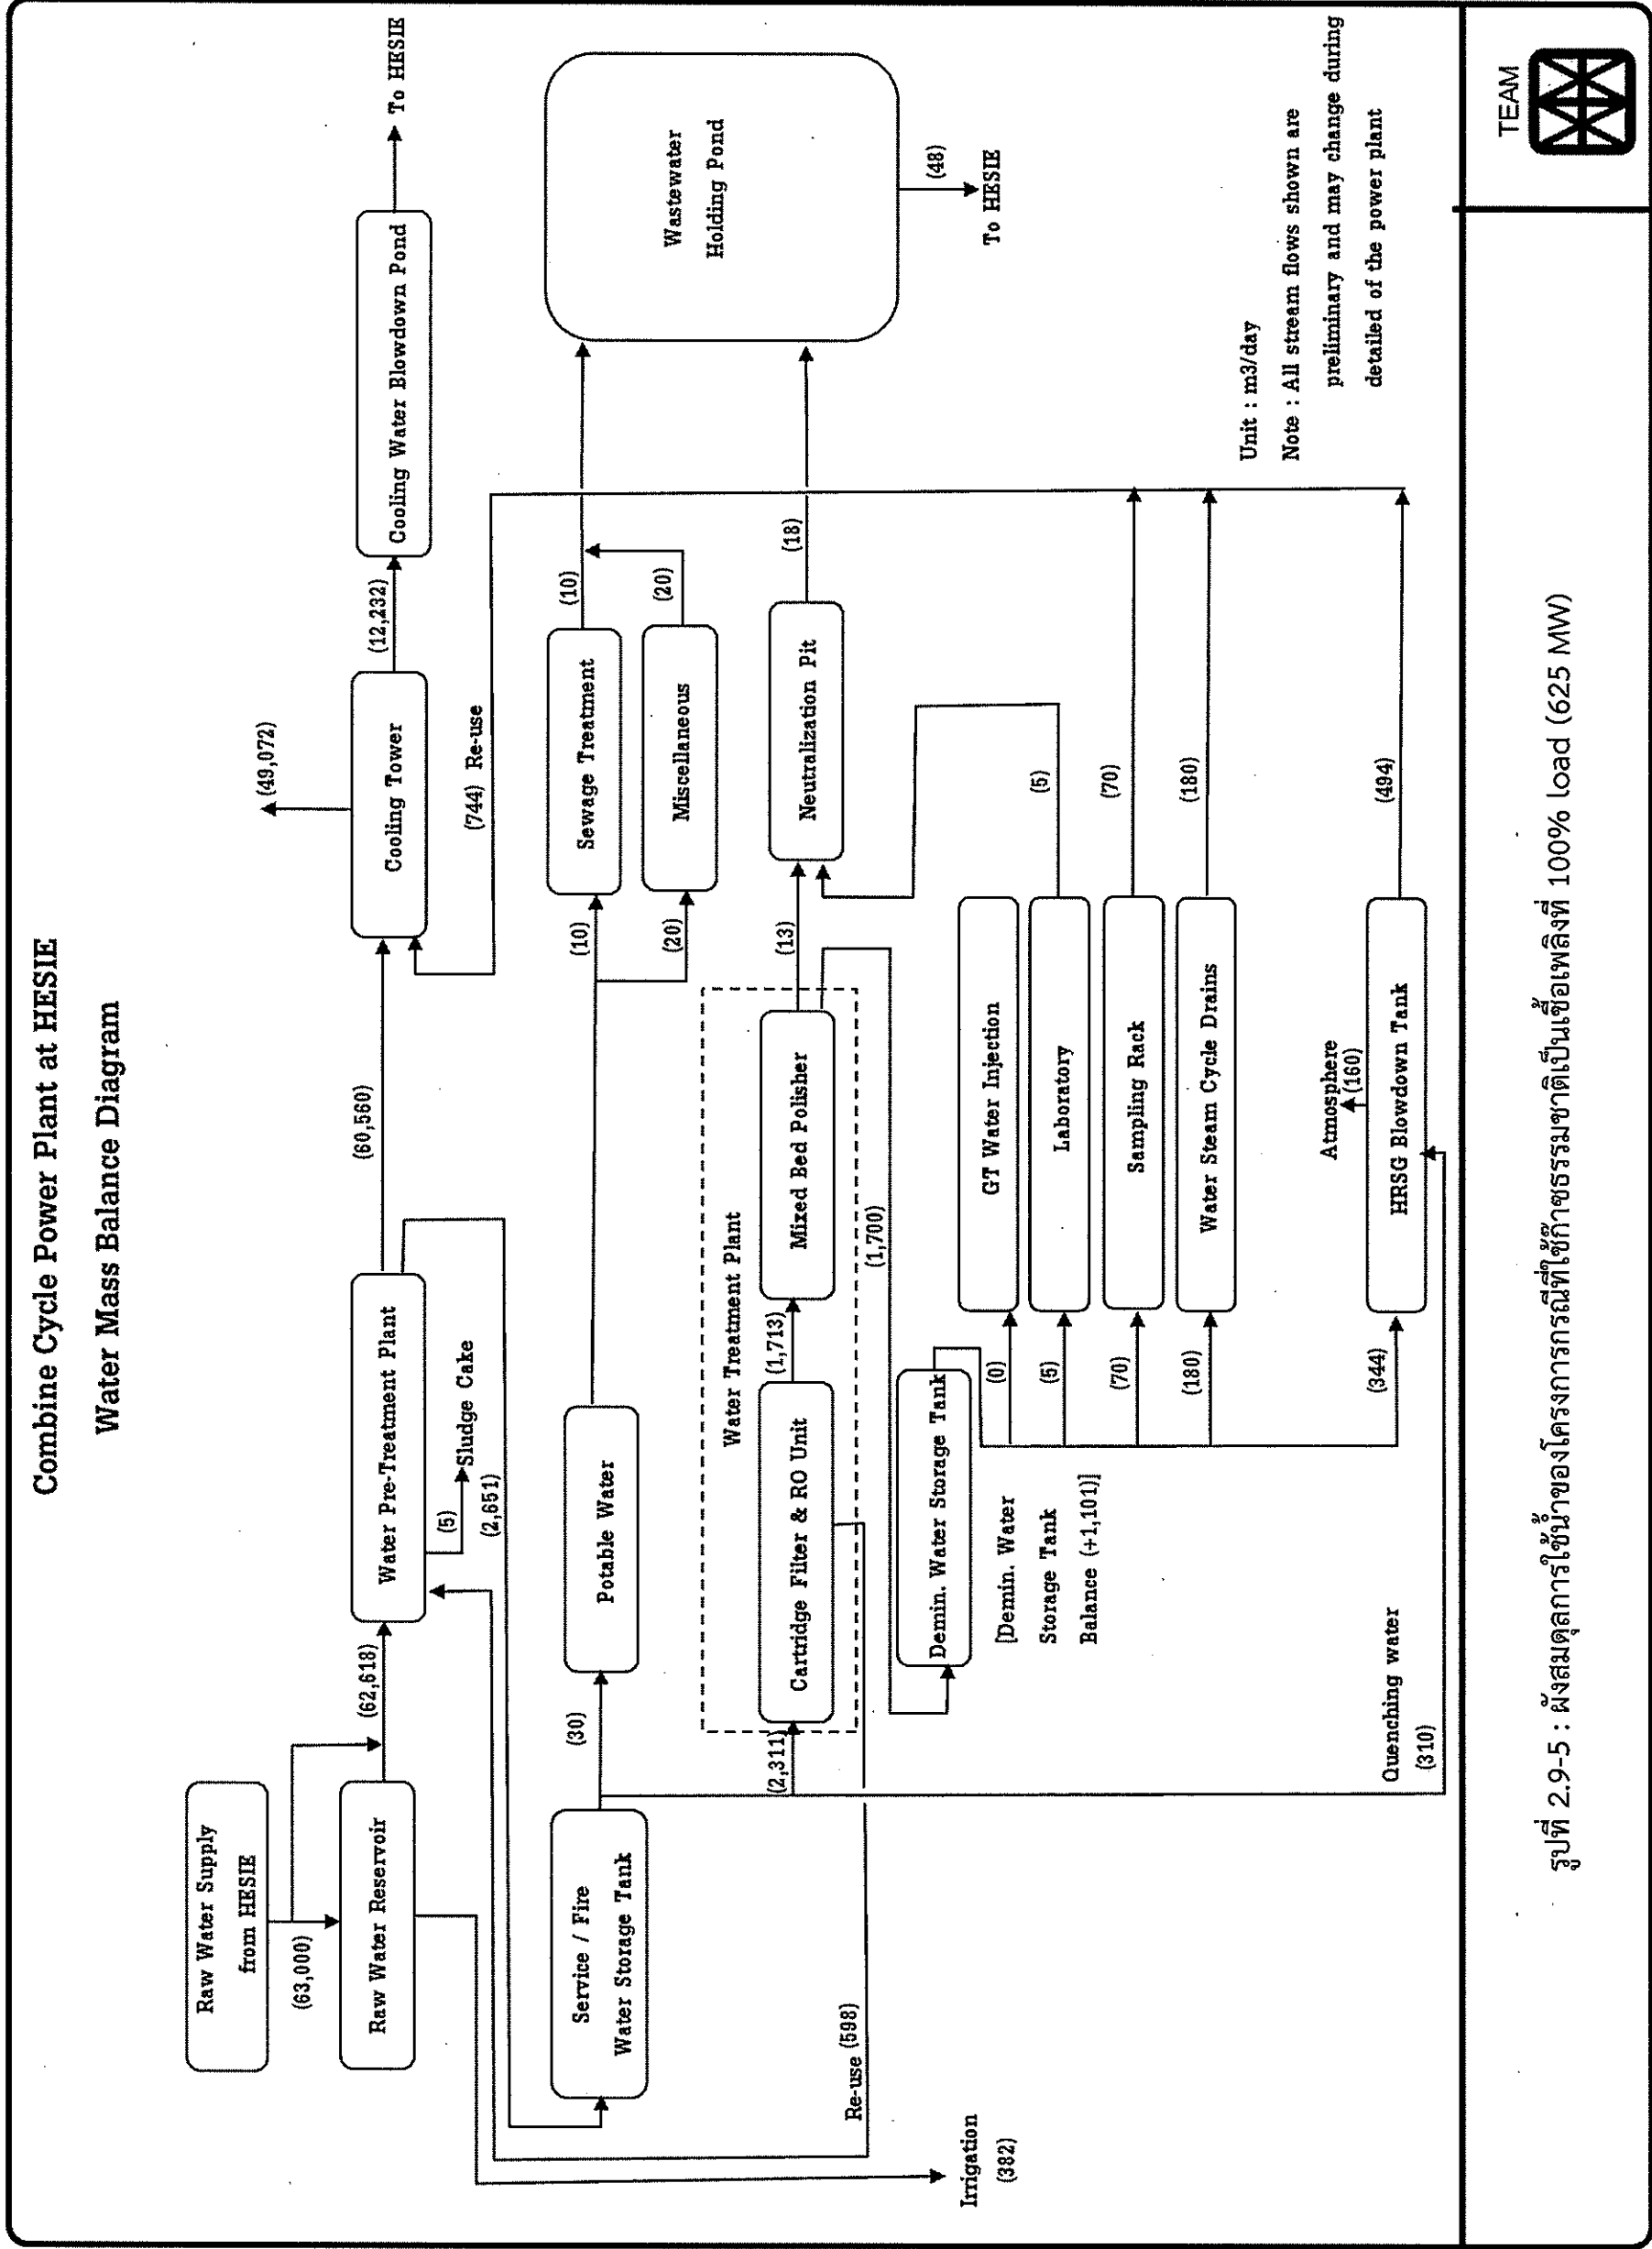 Combine Cycle Power Plant at HESIE
Water Mass Balance Diagram
Raw Water Supply
from HESIE
(63,000)
Raw Water Reservoir
(62,618)
Water Pre-Treatment Plant
(5)
Sludge Cake
(2,651)
(60,560)
(49,072)
Cooling Tower
(12,232)
Cooling Water Blowdown Pond
To HESIE
(744) Re-use
Service / Fire
Water Storage Tank
(30)
Potable Water
(10)
Sewage Treatment
(10)
(20)
Miscellaneous
(20)
Wastewater
Holding Pond
(48)
To HESIE
Water Treatment Plant
(2,311)
Cartridge Filter & RO Unit
(1,713)
Mixed Bed Polisher
(13)
Neutralization Pit
(18)
Re-use (598)
(1,700)
Irrigation
(382)
Demin. Water Storage Tank
[Demin. Water
Storage Tank
Balance (+1,101)]
(0)
GT Water Injection
(5)
Laboratory
(5)
(70)
Sampling Rack
(70)
(180)
Water Steam Cycle Drains
(180)
Atmosphere
(160)
(344)
HRSG Blowdown Tank
(494)
Quenching water
(310)
Unit : m3/day
Note : All stream flows shown are
preliminary and may change during
detailed of the power plant
รูปที่ 2.9-5 : ผังสมดุลการใช้น้ำของโครงการกรณีที่ใช้ก๊าซธรรมชาติเป็นเชื้อเพลิงที่ 100% Load (625 MW)
TEAM